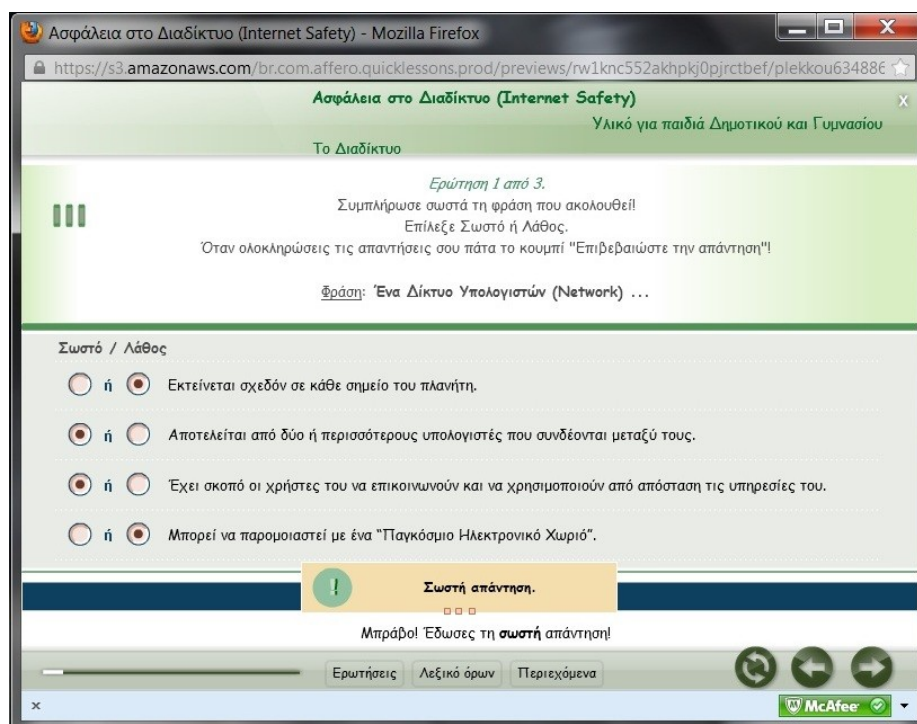 Ασφάλεια στο Διαδίκτυο (Internet Safety) - Mozilla Firefox
https://s3.amazonaws.com/br.com.affero.quicklessons.prod/previews/rw1knc552akhpkj0pjrctbef/plekkou634886
Ασφάλεια στο Διαδίκτυο (Internet Safety)
x
Υλικό για παιδιά Δημοτικού και Γυμνασίου
Το Διαδίκτυο
Ερώτηση 1 από 3.
Συμπλήρωσε σωστά τη φράση που ακολουθεί!
Επίλεξε Σωστό ή Λάθος.
Όταν ολοκληρώσεις τις απαντήσεις σου πάτα το κουμπί "Επιβεβαιώστε την απάντηση"!
Φράση: Ένα Δίκτυο Υπολογιστών (Network) ...
Σωστό / Λάθος
ή Εκτείνεται σχεδόν σε κάθε σημείο του πλανήτη.
ή Αποτελείται από δύο ή περισσότερους υπολογιστές που συνδέονται μεταξύ τους.
ή Έχει σκοπό οι χρήστες του να επικοινωνούν και να χρησιμοποιούν από απόσταση τις υπηρεσίες του.
ή Μπορεί να παρομοιαστεί με ένα “Παγκόσμιο Ηλεκτρονικό Χωριό”.
! Σωστή απάντηση.
Μπράβο! Έδωσες τη σωστή απάντηση!
Ερωτήσεις Λεξικό όρων Περιεχόμενα
x
McAfee